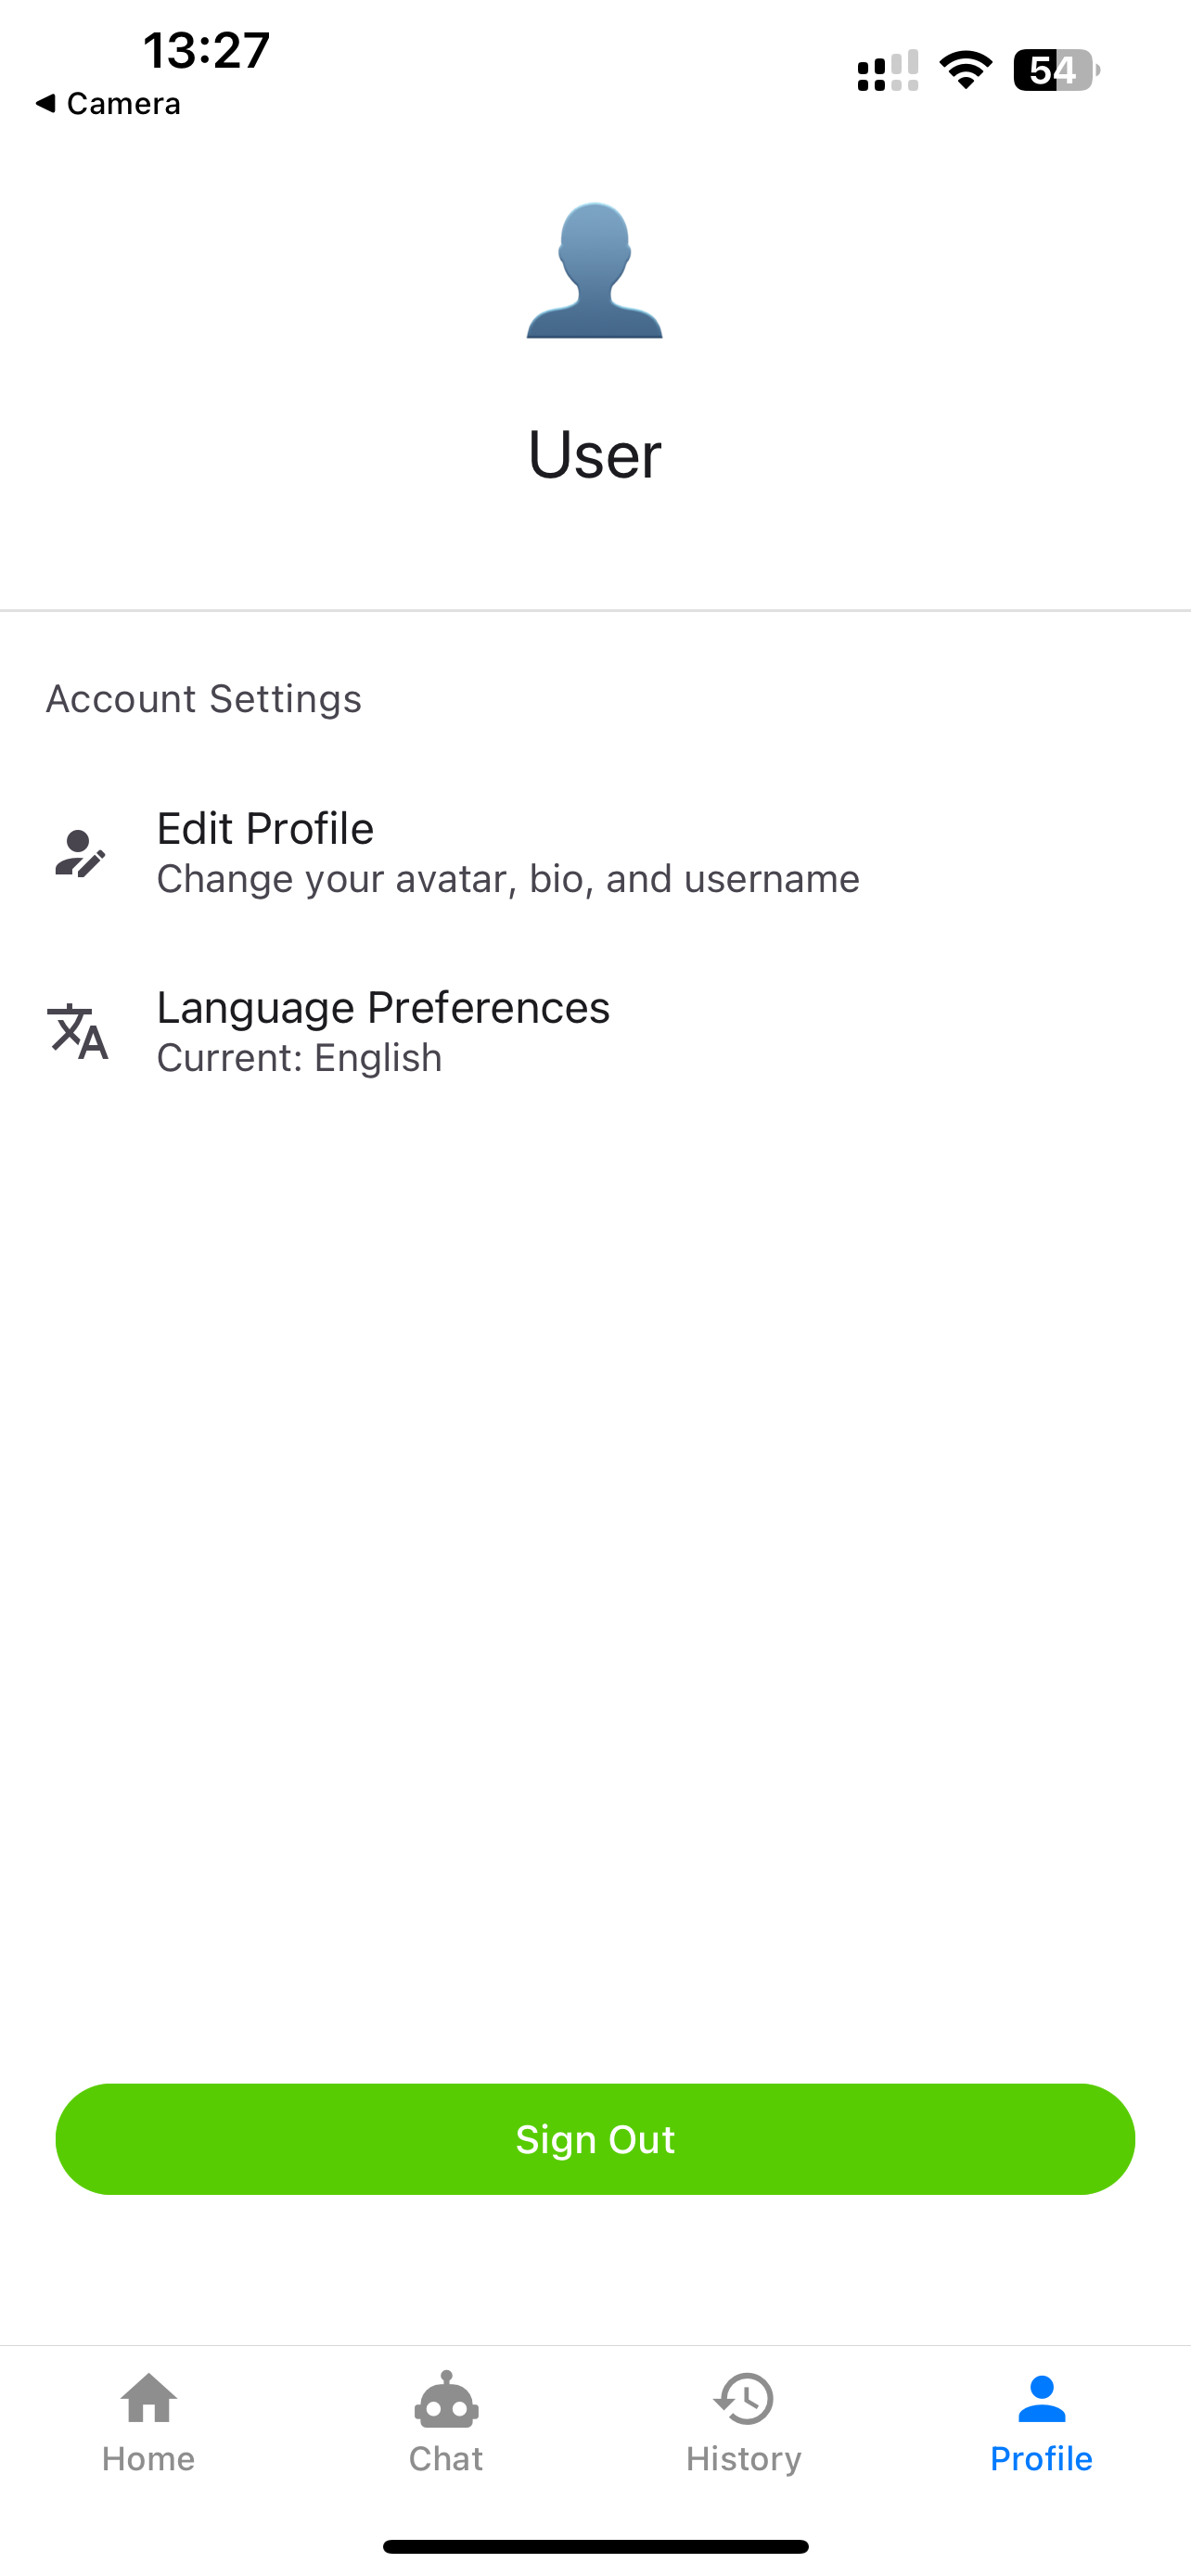 13:27
54
◀ Camera
User
Account Settings
Edit Profile
Change your avatar, bio, and username
Language Preferences
Current: English
Sign Out
Home
Chat
History
Profile